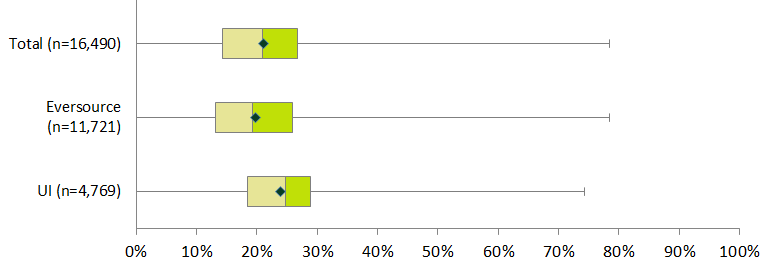 Total (n=16,490)
Eversource
(n=11,721)
UI (n=4,769)
0% 10% 20% 30% 40% 50% 60% 70% 80% 90% 100%